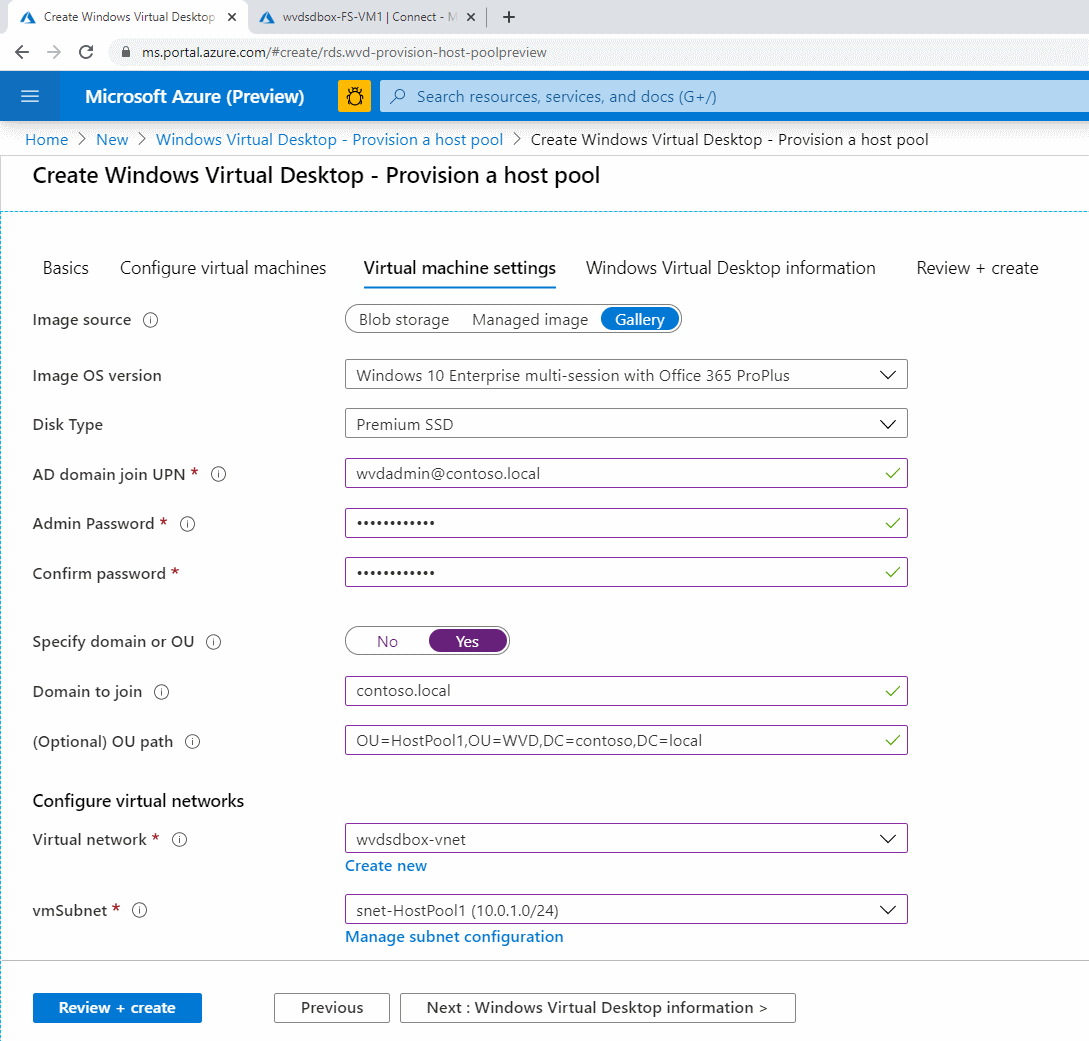 Create Windows Virtual Desktop
wvdsdbox-FS-VM1 | Connect - M
ms.portal.azure.com/#create/rds.wvd-provision-host-poolpreview
Microsoft Azure (Preview)
Search resources, services, and docs (G+/)
Home > New > Windows Virtual Desktop - Provision a host pool > Create Windows Virtual Desktop - Provision a host pool
Create Windows Virtual Desktop - Provision a host pool
Basics Configure virtual machines Virtual machine settings Windows Virtual Desktop information Review + create
Image source Blob storage Managed image Gallery
Image OS version Windows 10 Enterprise multi-session with Office 365 ProPlus
Disk Type Premium SSD
AD domain join UPN * wvdadmin@contoso.local
Admin Password * ••••••••••••
Confirm password * ••••••••••••
Specify domain or OU No Yes
Domain to join contoso.local
(Optional) OU path OU=HostPool1,OU=WVD,DC=contoso,DC=local
Configure virtual networks
Virtual network * wvdsdbox-vnet
Create new
vmSubnet * snet-HostPool1 (10.0.1.0/24)
Manage subnet configuration
Review + create Previous Next : Windows Virtual Desktop information >